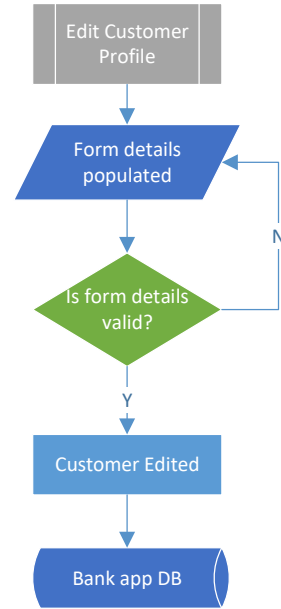 Edit Customer
Profile
Form details
populated
N
Is form details
valid?
Y
Customer Edited
Bank app DB